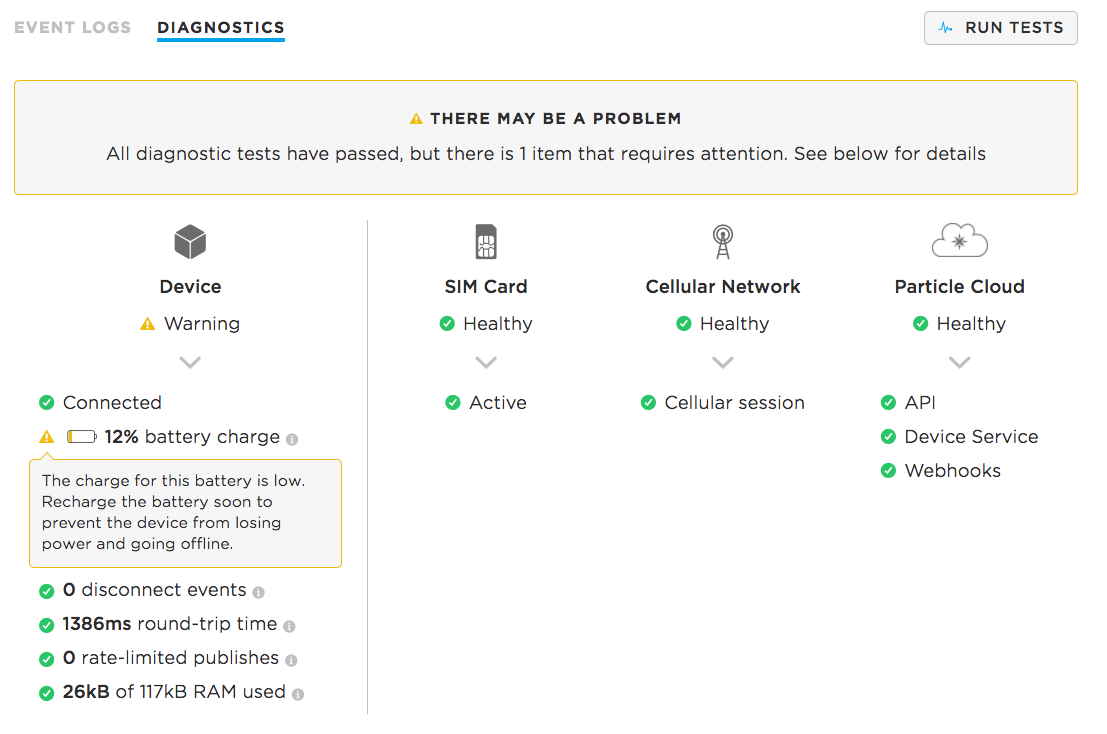 EVENT LOGS
DIAGNOSTICS
RUN TESTS
THERE MAY BE A PROBLEM
All diagnostic tests have passed, but there is 1 item that requires attention. See below for details
Device
Warning
Connected
12% battery charge
The charge for this battery is low.
Recharge the battery soon to
prevent the device from losing
power and going offline.
0 disconnect events
1386ms round-trip time
0 rate-limited publishes
26kB of 117kB RAM used
SIM Card
Healthy
Active
Cellular Network
Healthy
Cellular session
Particle Cloud
Healthy
API
Device Service
Webhooks